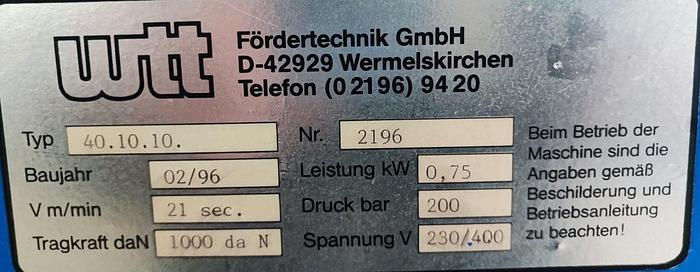 wtt
Fördertechnik GmbH
D-42929 Wermelskirchen
Telefon (0 21 96) 94 20
Typ 40.10.10. Nr. 2196
Baujahr 02/96 Leistung kW 0,75
V m/min 21 sec. Druck bar 200
Tragkraft daN 1000 da N Spannung V 230/400
Beim Betrieb der
Maschine sind die
Angaben gemäß
Beschilderung und
Betriebsanleitung
zu beachten!